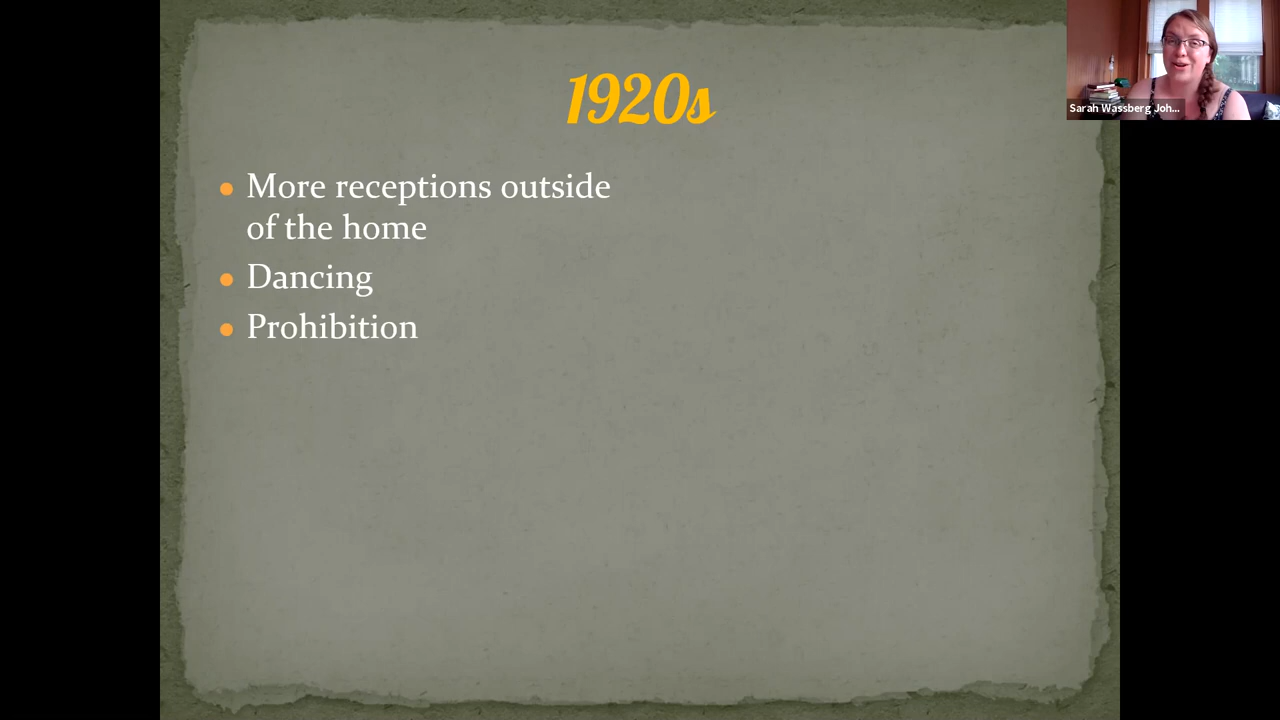 1920s
Sarah Wassberg Joh...
More receptions outside
of the home
Dancing
Prohibition